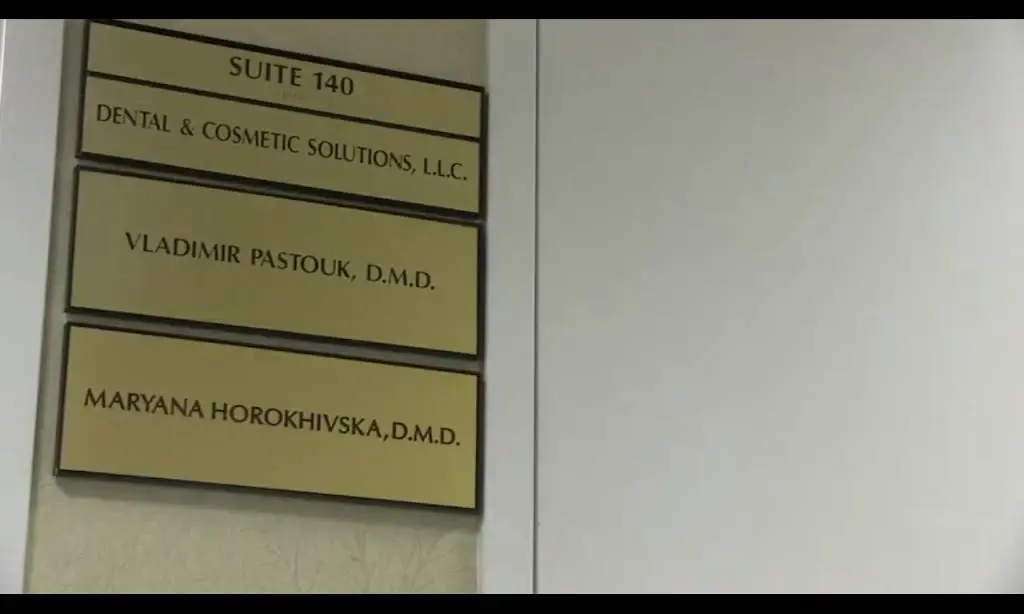 SUITE 140
DENTAL & COSMETIC SOLUTIONS, L.L.C.
VLADIMIR PASTOUK, D.M.D.
MARYANA HOROKHIVSKA,D.M.D.